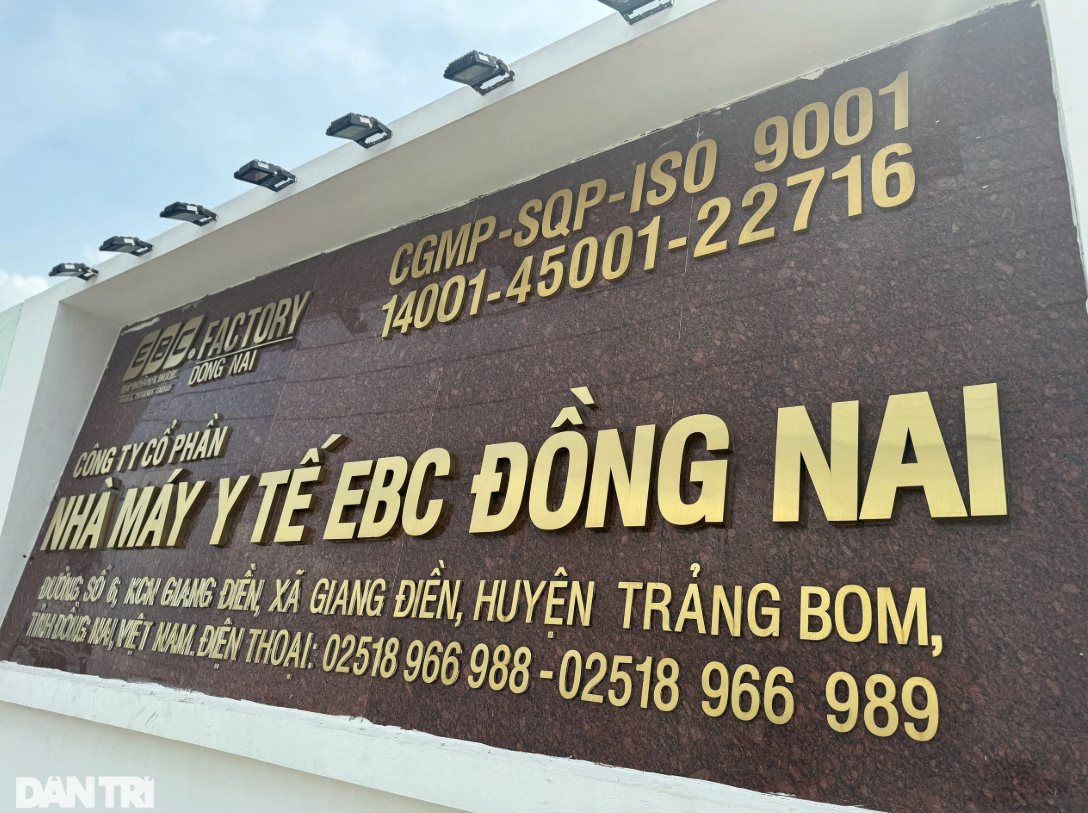 CGMP-SQP-ISO 9001
14001-45001-22716
EBC.FACTORY
DONG NAI
CÔNG TY CỔ PHẦN
NHÀ MÁY Y TẾ EBC ĐỒNG NAI
ĐƯỜNG SỐ 6, KCN GIANG ĐIỀN, XÃ GIANG ĐIỀN, HUYỆN TRẢNG BOM,
TỈNH ĐỒNG NAI, VIỆT NAM. ĐIỆN THOẠI: 02518 966 988 - 02518 966 989
DÂN TRÍ